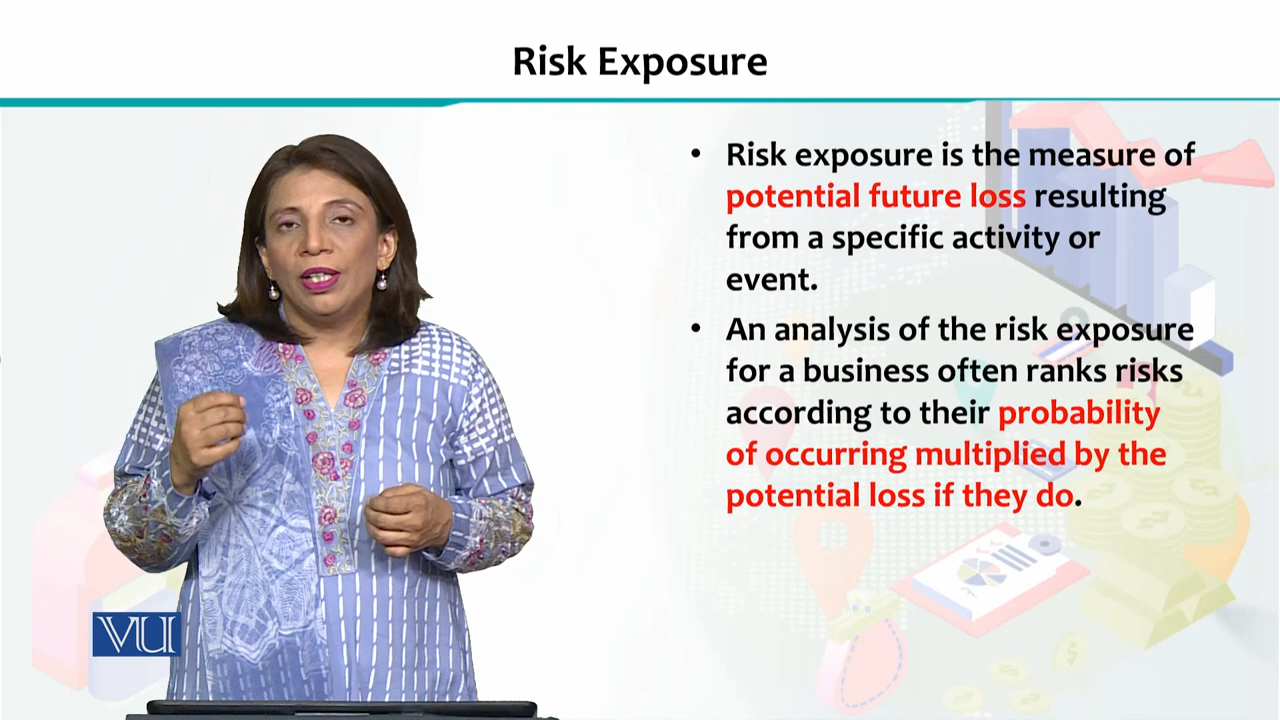 Risk Exposure
• Risk exposure is the measure of
potential future loss resulting
from a specific activity or
event.
• An analysis of the risk exposure
for a business often ranks risks
according to their probability
of occurring multiplied by the
potential loss if they do.
VU